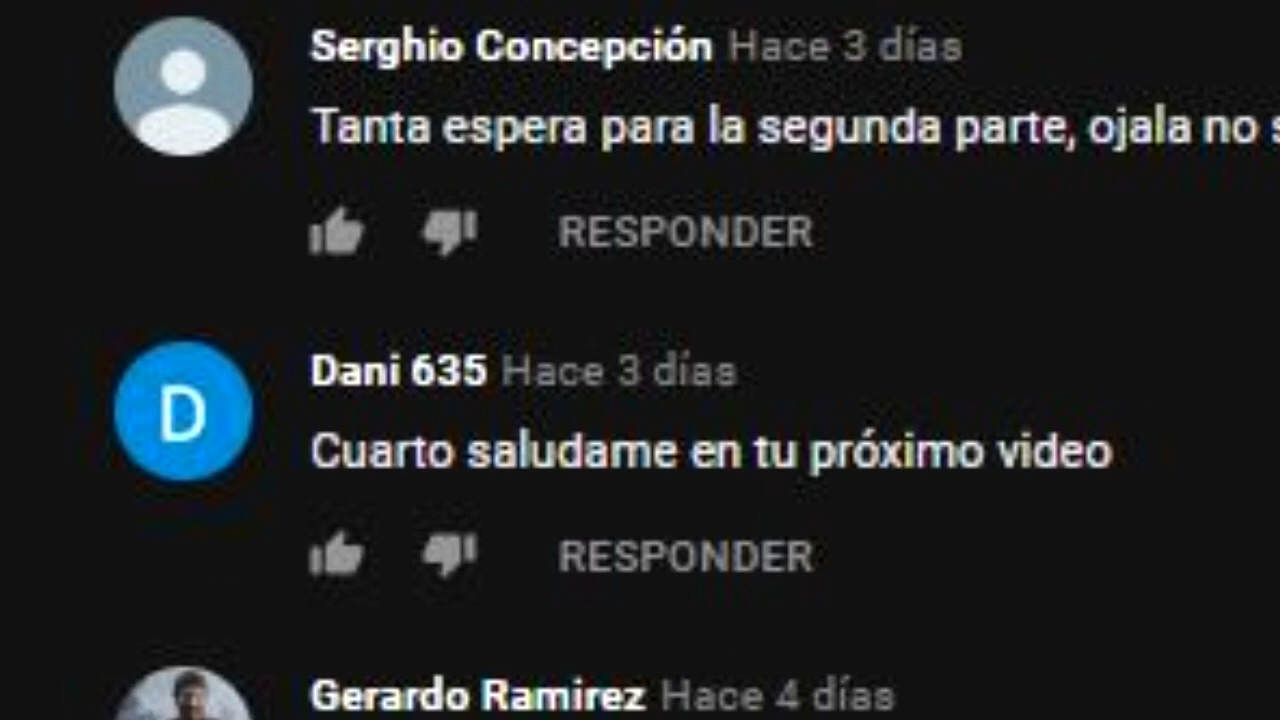 Serghio Concepción Hace 3 días
Tanta espera para la segunda parte, ojala no
RESPONDER
D
Dani 635 Hace 3 días
Cuarto saludame en tu próximo video
RESPONDER
Gerardo Ramirez Hace 4 días